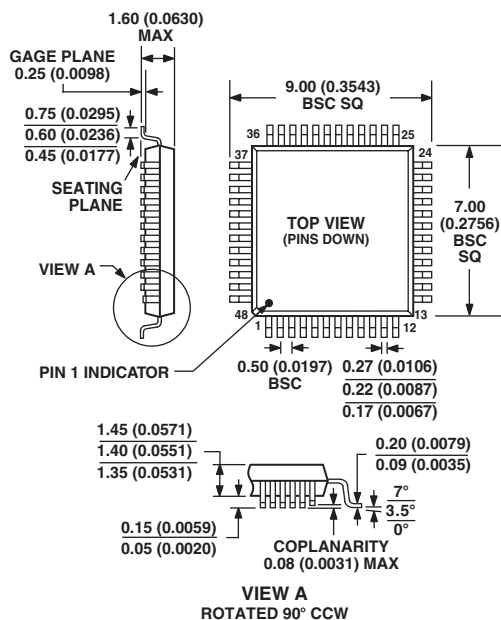 1.60 (0.0630)
MAX
GAGE PLANE
0.25 (0.0098)
0.75 (0.0295)
0.60 (0.0236)
0.45 (0.0177)
SEATING
PLANE
VIEW A
9.00 (0.3543)
BSC SQ
36
25
37
24
TOP VIEW
(PINS DOWN)
7.00
(0.2756)
BSC
SQ
48
13
1
12
PIN 1 INDICATOR
0.50 (0.0197)
BSC
0.27 (0.0106)
0.22 (0.0087)
0.17 (0.0067)
1.45 (0.0571)
1.40 (0.0551)
1.35 (0.0531)
0.20 (0.0079)
0.09 (0.0035)
7°
3.5°
0°
0.15 (0.0059)
0.05 (0.0020)
COPLANARITY
0.08 (0.0031) MAX
VIEW A
ROTATED 90° CCW